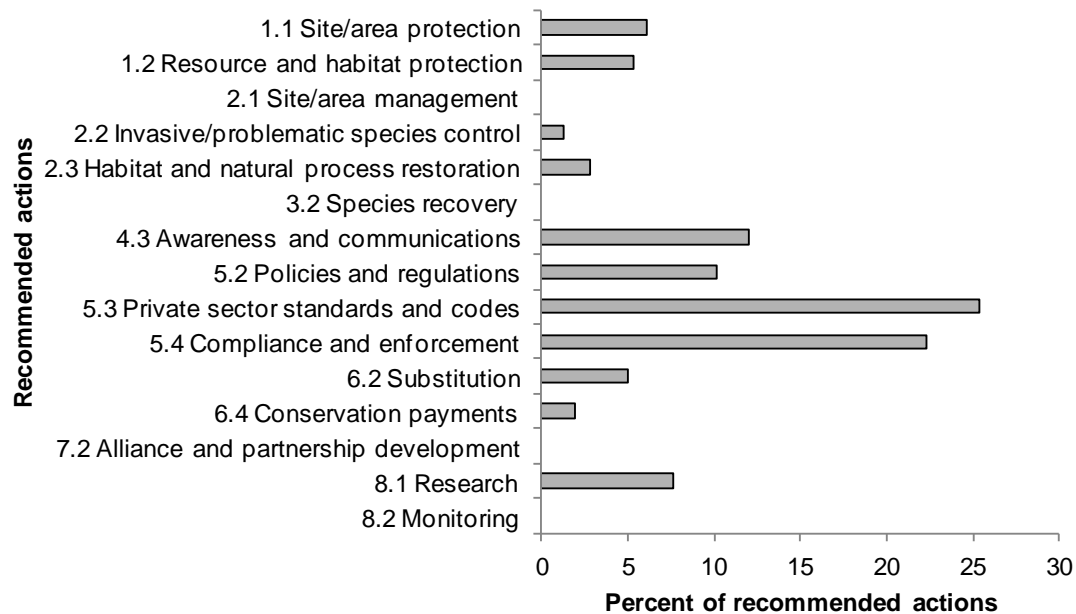 1.1 Site/area protection
1.2 Resource and habitat protection
2.1 Site/area management
2.2 Invasive/problematic species control
2.3 Habitat and natural process restoration
3.2 Species recovery
4.3 Awareness and communications
5.2 Policies and regulations
5.3 Private sector standards and codes
5.4 Compliance and enforcement
6.2 Substitution
6.4 Conservation payments
7.2 Alliance and partnership development
8.1 Research
8.2 Monitoring
Recommended actions
0 5 10 15 20 25 30
Percent of recommended actions